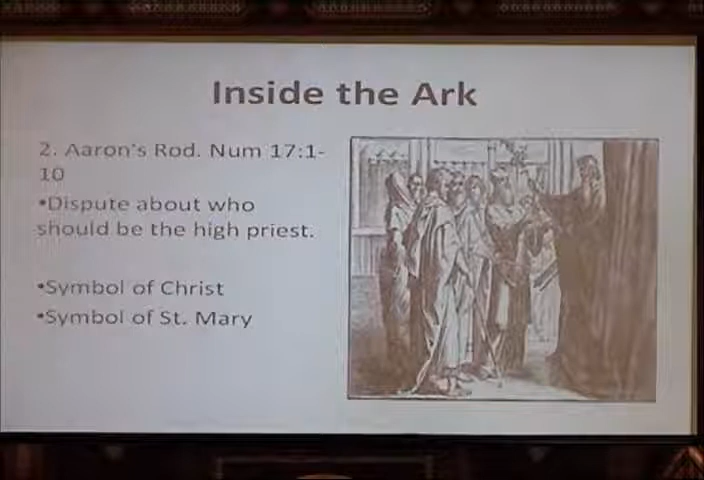 Inside the Ark
2. Aaron's Rod. Num 17:1-
10
•Dispute about who
should be the high priest.
•Symbol of Christ
•Symbol of St. Mary